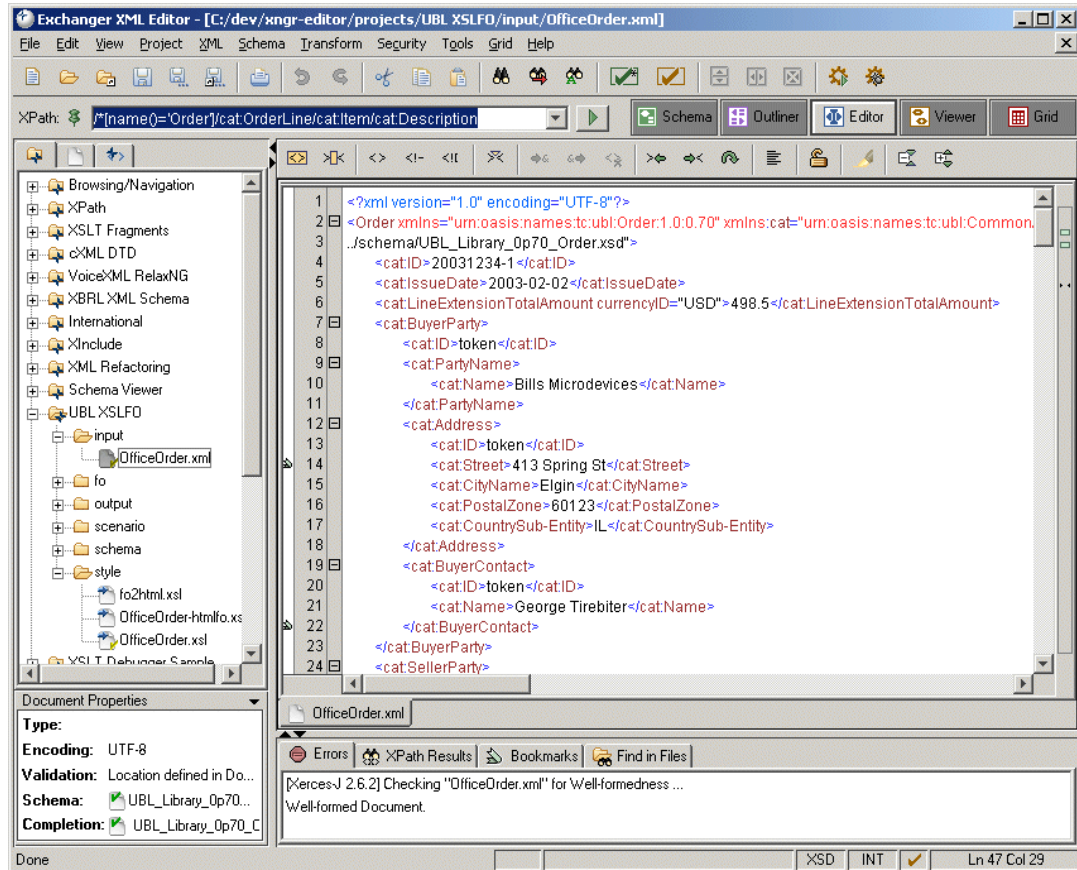 Exchanger XML Editor - [C:/dev/xngr-editor/projects/UBL XSLFO/input/OfficeOrder.xml]
File Edit View Project XML Schema Transform Security Tools Grid Help
XPath: /*[name()='Order']/cat:OrderLine/cat:Item/cat:Description Schema Outliner Editor Viewer Grid
Browsing/Navigation
XPath
XSLT Fragments
cXML DTD
VoiceXML RelaxNG
XBRL XML Schema
International
XInclude
XML Refactoring
Schema Viewer
UBL XSLFO
input
OfficeOrder.xml
fo
output
scenario
schema
style
fo2html.xsl
OfficeOrder-htmlfo.xs
OfficeOrder.xsl
XSLT Debugger Sample
1 <?xml version="1.0" encoding="UTF-8"?>
2 <Order xmlns="urn:oasis:names:tc:ubl:Order:1.0:0.70" xmlns:cat="urn:oasis:names:tc:ubl:Common.
3 ../schema/UBL_Library_0p70_Order.xsd">
4 <cat:ID>20031234-1</cat:ID>
5 <cat:IssueDate>2003-02-02</cat:IssueDate>
6 <cat:LineExtensionTotalAmount currencyID="USD">498.5</cat:LineExtensionTotalAmount>
7 <cat:BuyerParty>
8 <cat:ID>token</cat:ID>
9 <cat:PartyName>
10 <cat:Name>Bills Microdevices</cat:Name>
11 </cat:PartyName>
12 <cat:Address>
13 <cat:ID>token</cat:ID>
14 <cat:Street>413 Spring St</cat:Street>
15 <cat:CityName>Elgin</cat:CityName>
16 <cat:PostalZone>60123</cat:PostalZone>
17 <cat:CountrySub-Entity>IL</cat:CountrySub-Entity>
18 </cat:Address>
19 <cat:BuyerContact>
20 <cat:ID>token</cat:ID>
21 <cat:Name>George Tirebiter</cat:Name>
22 </cat:BuyerContact>
23 </cat:BuyerParty>
24 <cat:SellerParty>
OfficeOrder.xml
Document Properties
Type:
Encoding: UTF-8
Validation: Location defined in Do...
Schema: UBL_Library_0p70...
Completion: UBL_Library_0p70_C
Errors XPath Results Bookmarks Find in Files
[Xerces-J 2.6.2] Checking "OfficeOrder.xml" for Well-formedness ...
Well-formed Document.
Done XSD INT Ln 47 Col 29